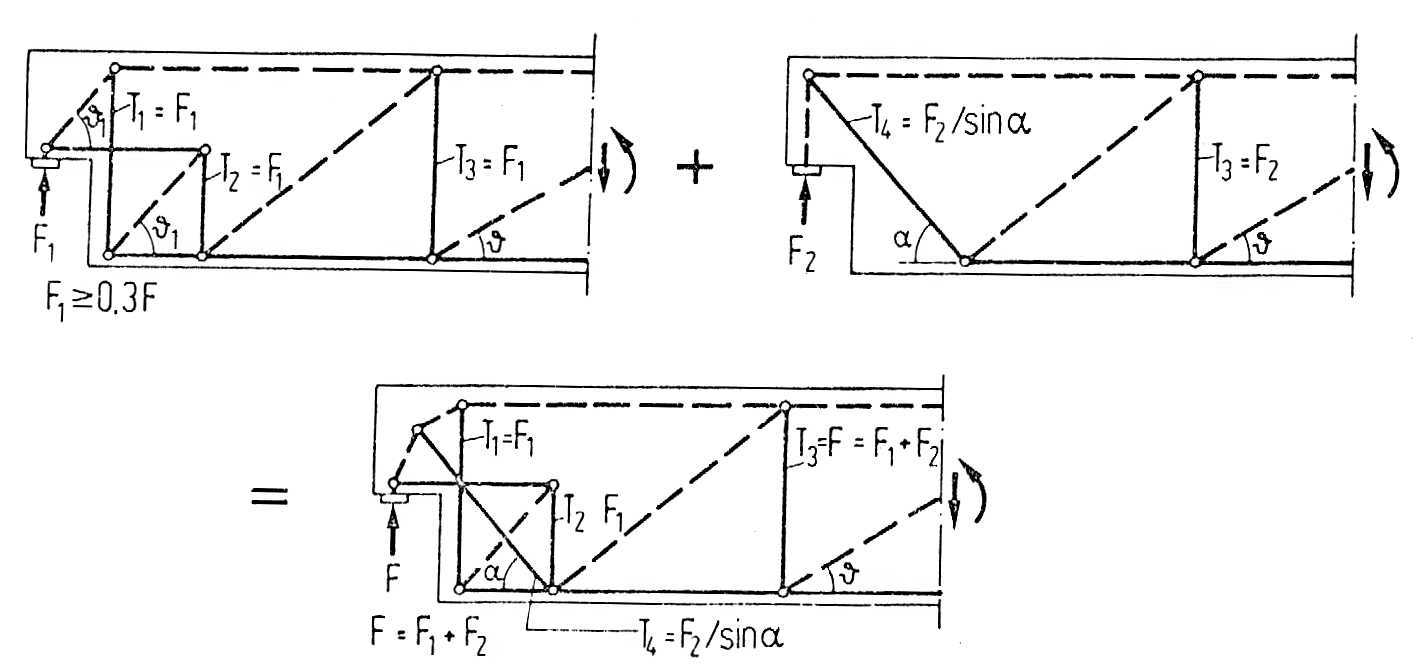 ϑ₁
T₁ = F₁
T₂ = F₁
T₃ = F₁
F₁
ϑ₁
ϑ
F₁ ≥ 0.3F
+
T₄ = F₂/sinα
T₃ = F₂
F₂
α
ϑ
=
T₁=F₁
T₃=F = F₁ + F₂
T₂ F₁
F
α
ϑ
F = F₁ + F₂
T₄=F₂/sinα